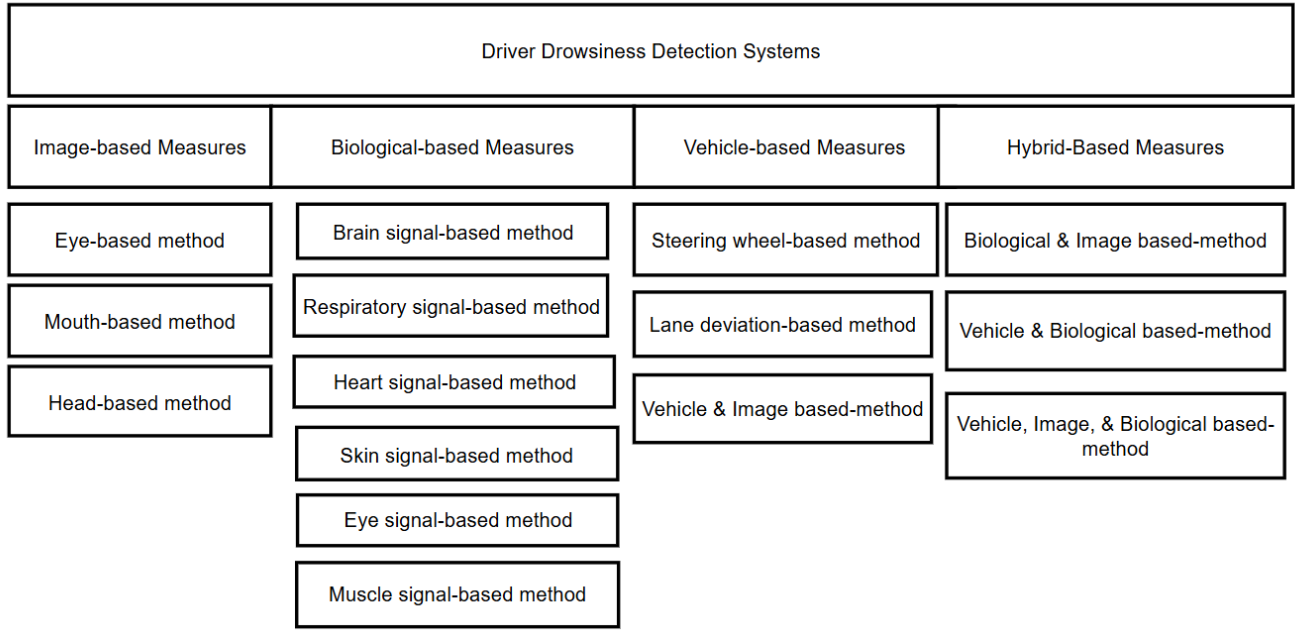 Driver Drowsiness Detection Systems
Image-based Measures
Biological-based Measures
Vehicle-based Measures
Hybrid-Based Measures
Eye-based method
Mouth-based method
Head-based method
Brain signal-based method
Respiratory signal-based method
Heart signal-based method
Skin signal-based method
Eye signal-based method
Muscle signal-based method
Steering wheel-based method
Lane deviation-based method
Vehicle & Image based-method
Biological & Image based-method
Vehicle & Biological based-method
Vehicle, Image, & Biological based-
method